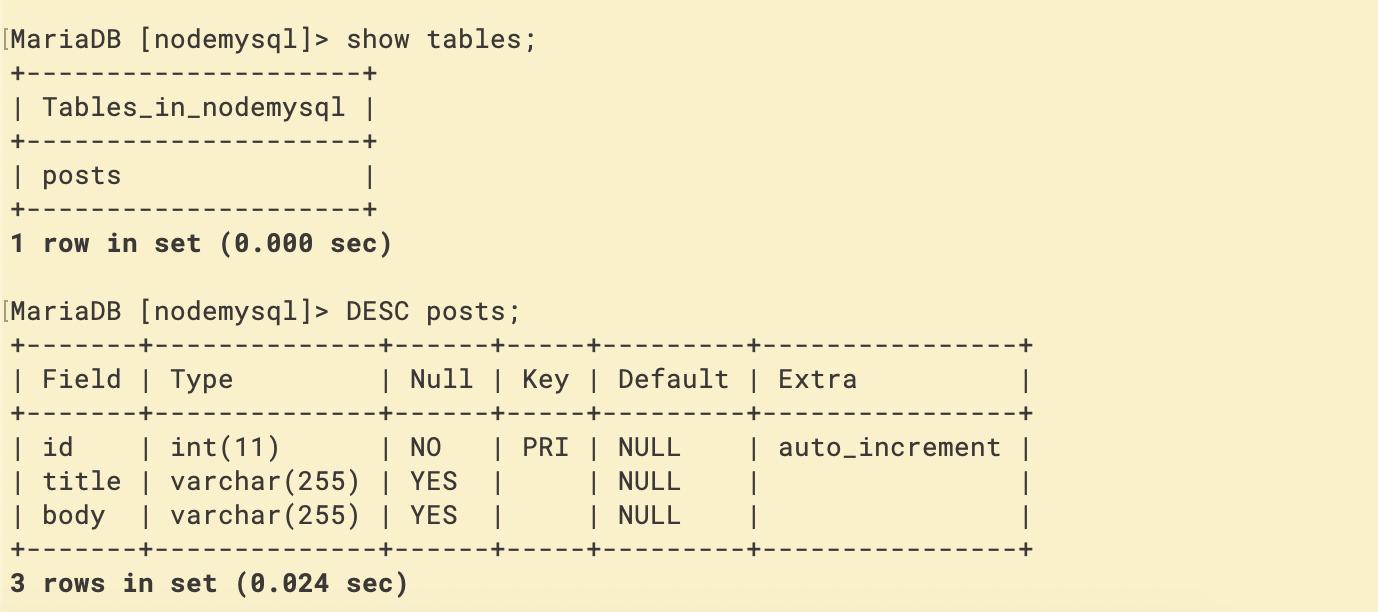 [MariaDB [nodemysql]> show tables;
+---------------------+
| Tables_in_nodemysql |
+---------------------+
| posts               |
+---------------------+
1 row in set (0.000 sec)
[MariaDB [nodemysql]> DESC posts;
+-------+--------------+------+-----+---------+----------------+
| Field | Type         | Null | Key | Default | Extra          |
+-------+--------------+------+-----+---------+----------------+
| id    | int(11)      | NO   | PRI | NULL    | auto_increment |
| title | varchar(255) | YES  |     | NULL    |                |
| body  | varchar(255) | YES  |     | NULL    |                |
+-------+--------------+------+-----+---------+----------------+
3 rows in set (0.024 sec)